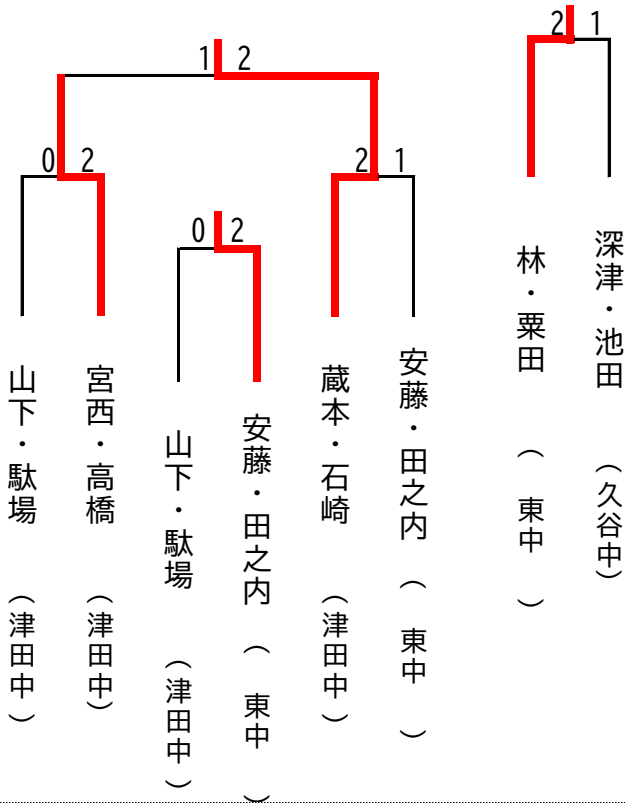 2 1
1 2
0 2
2 1
0 2
山下・駄場 （津田中）
宮西・高橋 （津田中）
山下・駄場 （津田中）
安藤・田之内 （ 東中 ）
蔵本・石崎 （津田中）
安藤・田之内 （ 東中 ）
林・粟田 （ 東中 ）
深津・池田 （久谷中）